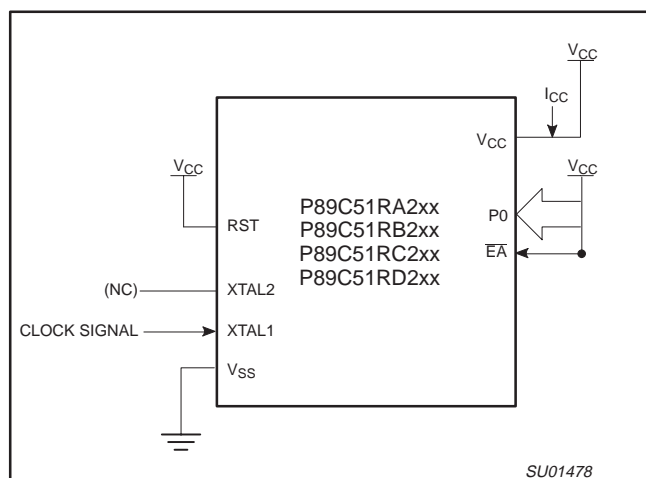 VCC
ICC
VCC
VCC
VCC
P89C51RA2xx
P89C51RB2xx
P89C51RC2xx
P89C51RD2xx
P0
RST
EA
(NC)
XTAL2
CLOCK SIGNAL
XTAL1
VSS
SU01478